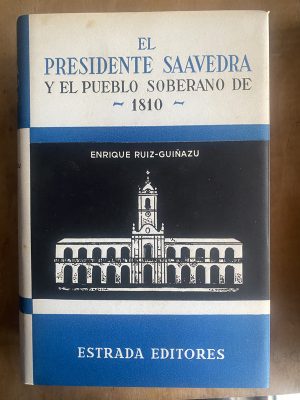 EL
PRESIDENTE SAAVEDRA
Y EL PUEBLO SOBERANO DE
~ 1810 ~
ENRIQUE RUIZ-GUIÑAZU
ESTRADA EDITORES